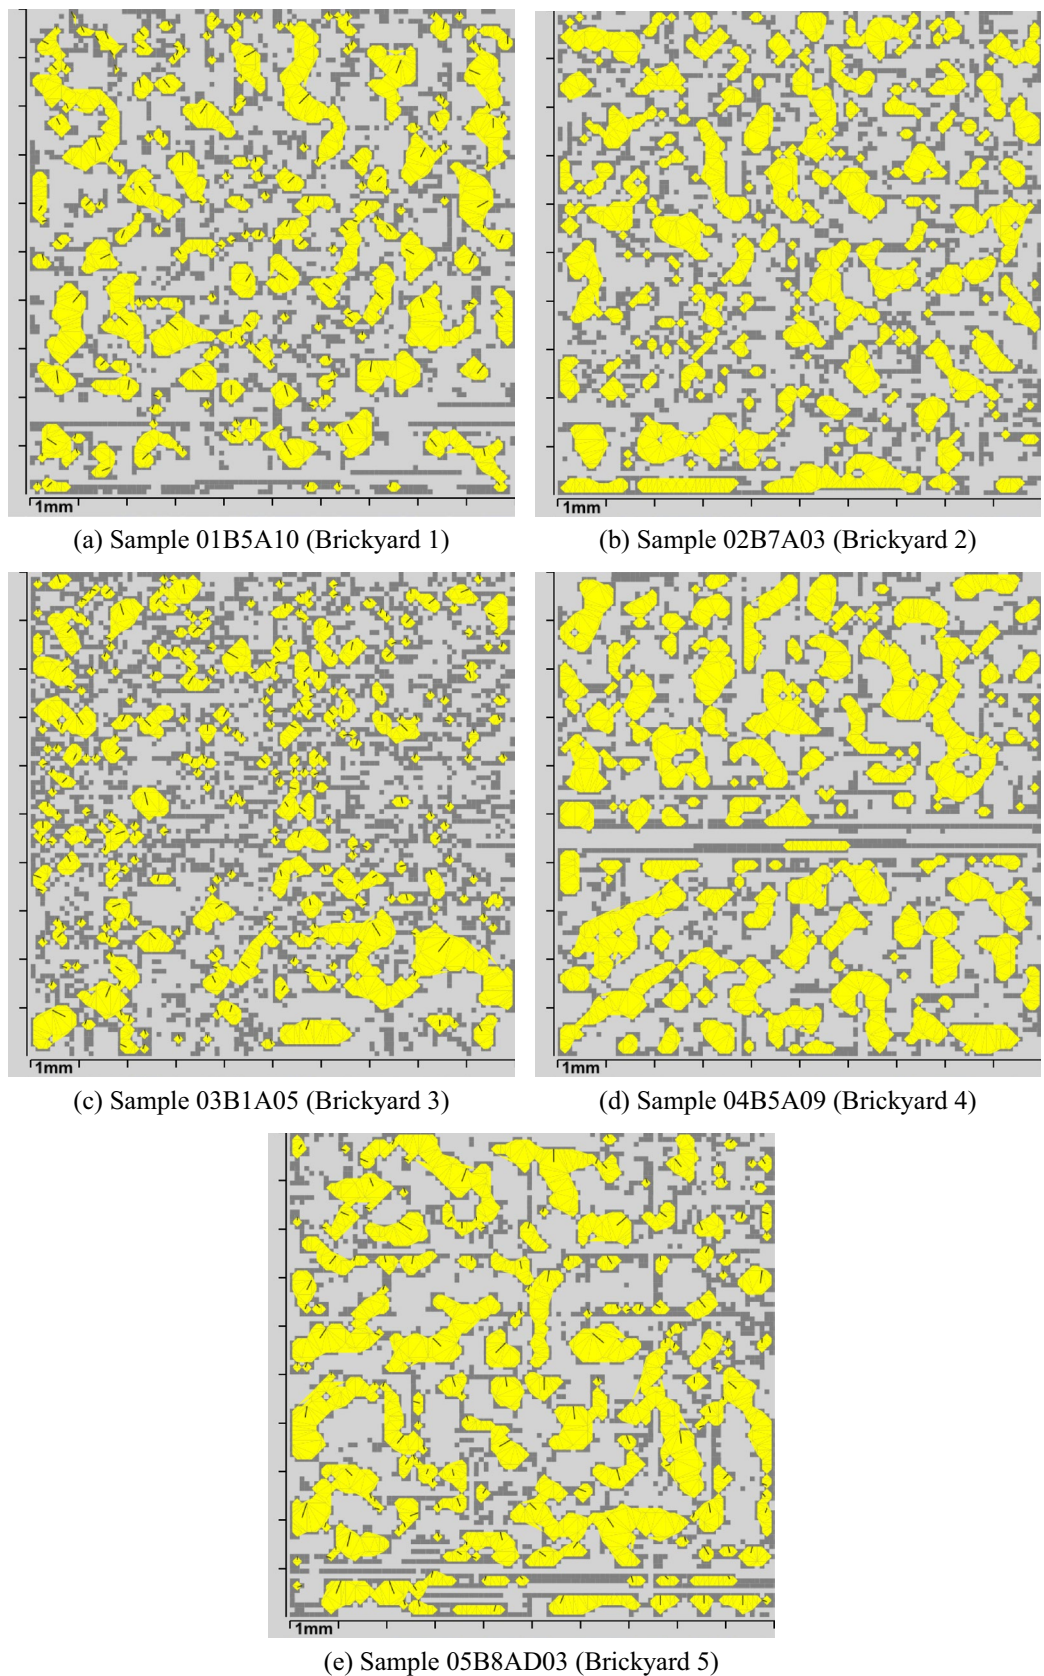 1mm
1mm
(a) Sample 01B5A10 (Brickyard 1)
(b) Sample 02B7A03 (Brickyard 2)
1mm
1mm
(c) Sample 03B1A05 (Brickyard 3)
(d) Sample 04B5A09 (Brickyard 4)
1mm
(e) Sample 05B8AD03 (Brickyard 5)